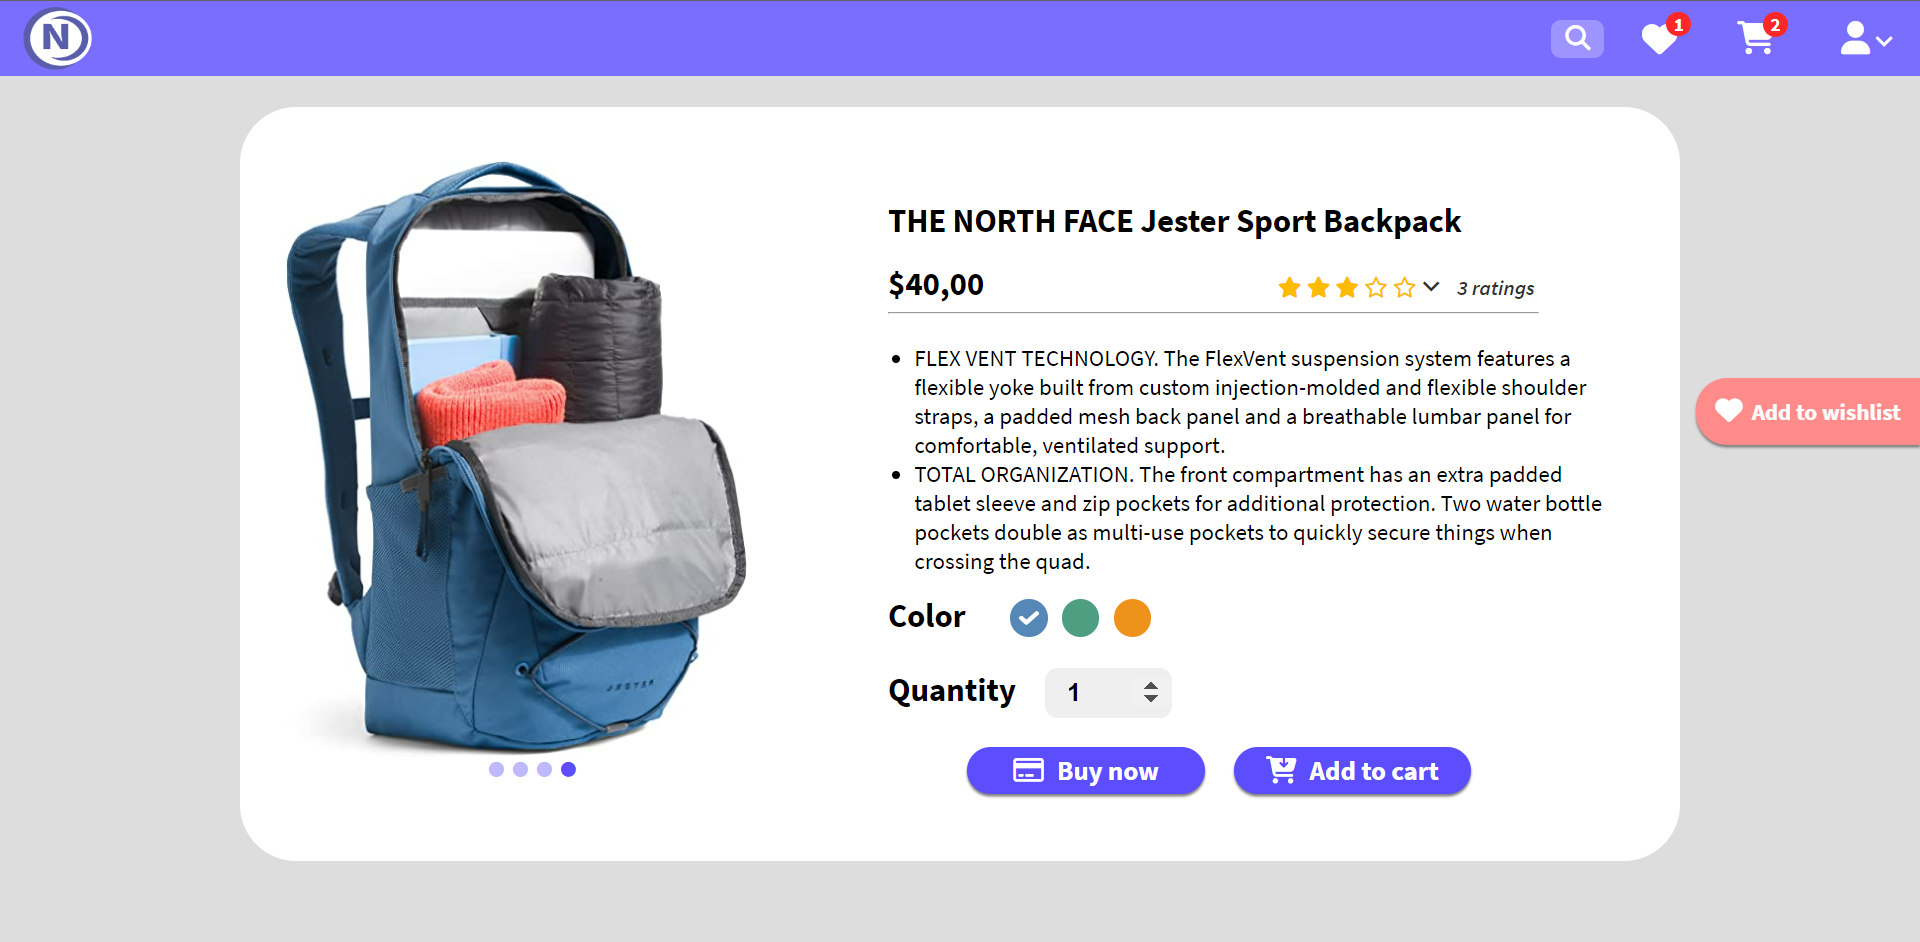 N
1
2
THE NORTH FACE Jester Sport Backpack
$40,00
3 ratings
FLEX VENT TECHNOLOGY. The FlexVent suspension system features a
flexible yoke built from custom injection-molded and flexible shoulder
straps, a padded mesh back panel and a breathable lumbar panel for
comfortable, ventilated support.
TOTAL ORGANIZATION. The front compartment has an extra padded
tablet sleeve and zip pockets for additional protection. Two water bottle
pockets double as multi-use pockets to quickly secure things when
crossing the quad.
Add to wishlist
Color
Quantity
1
JESTER
Buy now
Add to cart